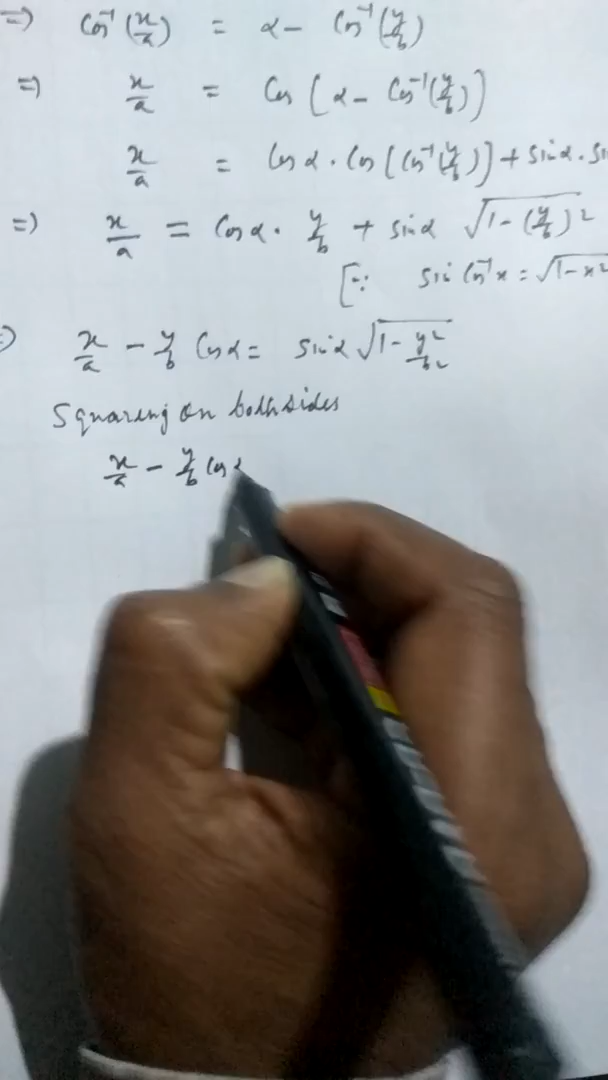 ⇒ Cos⁻¹(x/a) = α − Cos⁻¹(y/b)
⇒ x/a = Cos[α − Cos⁻¹(y/b)]
x/a = Cos α · Cos[Cos⁻¹(y/b)] + sin α ·
⇒ x/a = Cos α · y/b + sin α √(1−(y/b)²
[∵ sin Cos⁻¹x = √(1−x²
⇒ x/a − y/b Cos α = sin α √(1−y²/b²)
Squaring on both sides
x/a − y/b Cos α